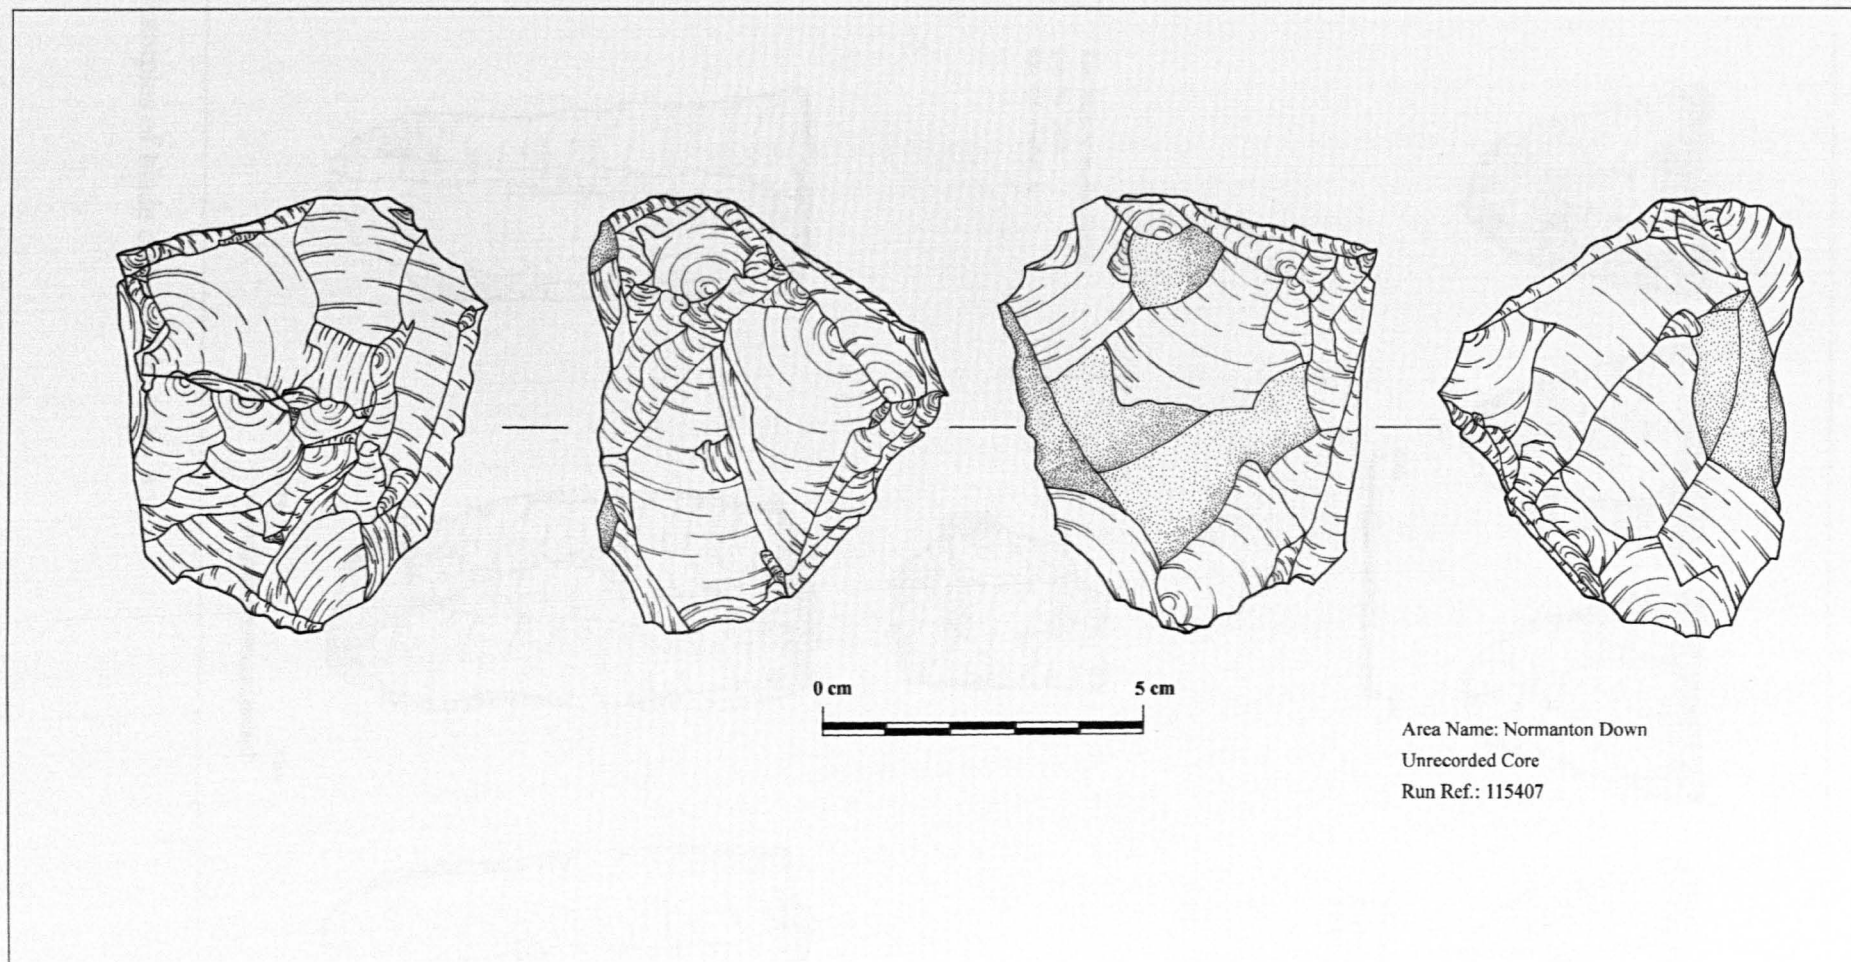 0 cm 5 cm
Area Name: Normanton Down
Unrecorded Core
Run Ref.: 115407